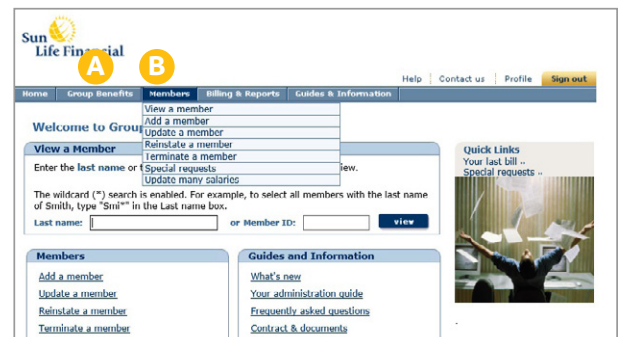 Sun
Life Financial
A
B
Help Contact us Profile Sign out
Home Group Benefits Members Billing & Reports Guides & Information
View a member
Add a member
Update a member
Reinstate a member
Terminate a member
Special requests
Update many salaries
Welcome to Grou
View a Member
Enter the last name or iew.
The wildcard (*) search is enabled. For example, to select all members with the last name
of Smith, type "Smi*" in the Last name box.
Last name: or Member ID: view
Quick Links
Your last bill ··
Special requests ··
Members
Add a member
Update a member
Reinstate a member
Terminate a member
Guides and Information
What's new
Your administration guide
Frequently asked questions
Contract & documents